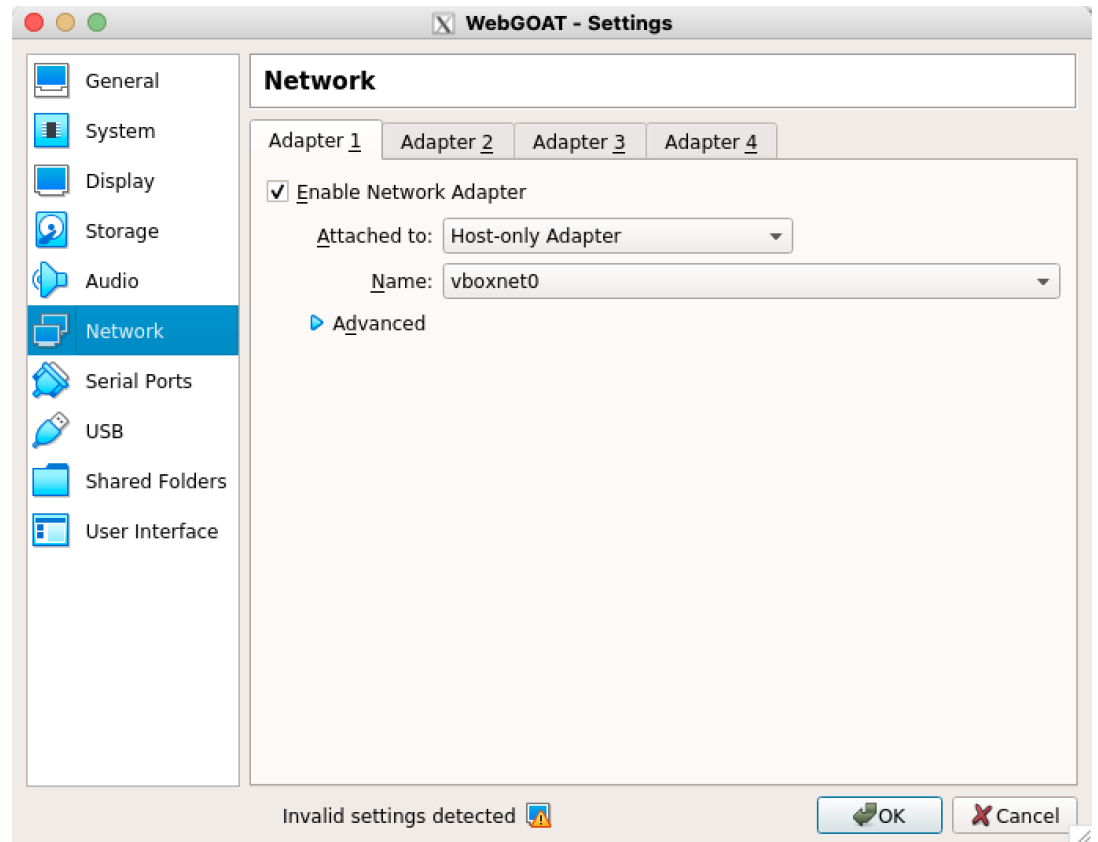 WebGOAT - Settings
General
System
Display
Storage
Audio
Network
Serial Ports
USB
Shared Folders
User Interface
Network
Adapter 1 Adapter 2 Adapter 3 Adapter 4
Enable Network Adapter
Attached to: Host-only Adapter
Name: vboxnet0
Advanced
Invalid settings detected
OK Cancel